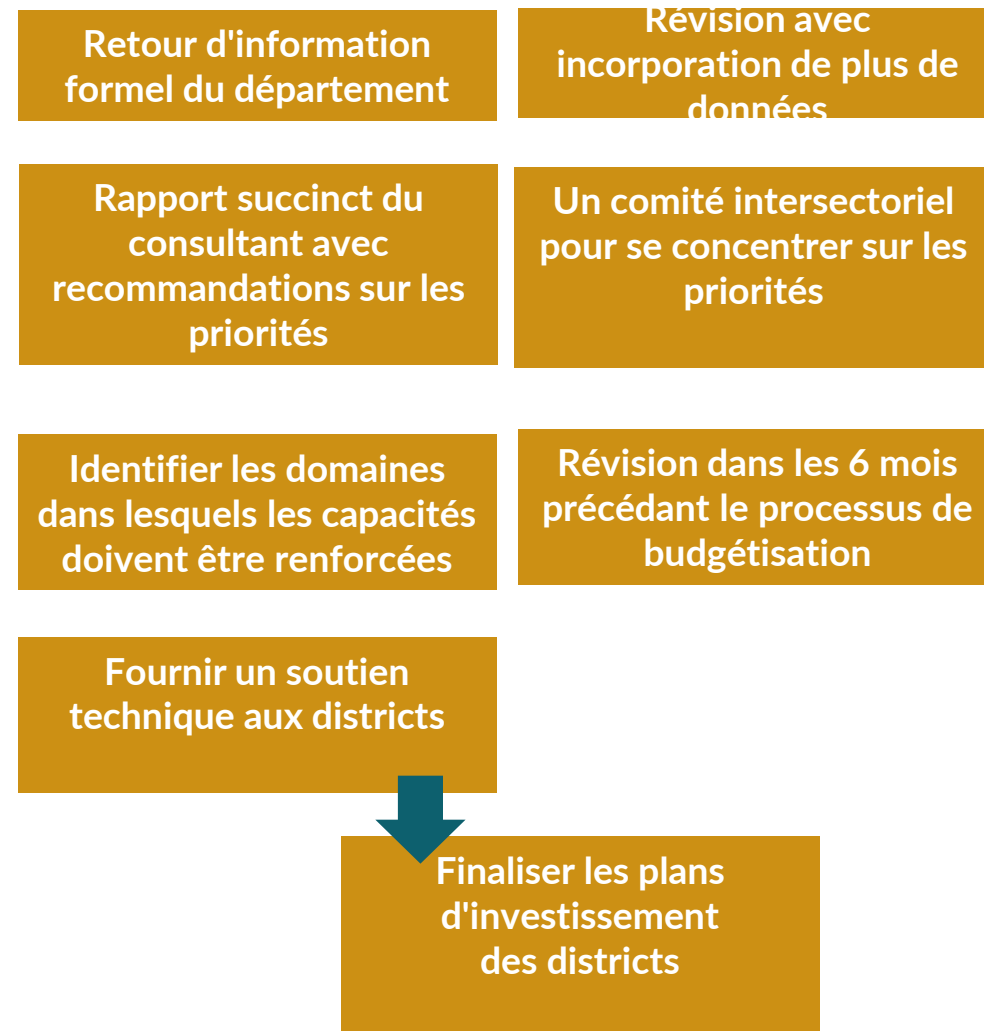 Retour d'information
formel du département
Révision avec
incorporation de plus de
données
Rapport succinct du
consultant avec
recommandations sur les
priorités
Un comité intersectoriel
pour se concentrer sur les
priorités
Identifier les domaines
dans lesquels les capacités
doivent être renforcées
Révision dans les 6 mois
précédant le processus de
budgétisation
Fournir un soutien
technique aux districts
Finaliser les plans
d'investissement
des districts